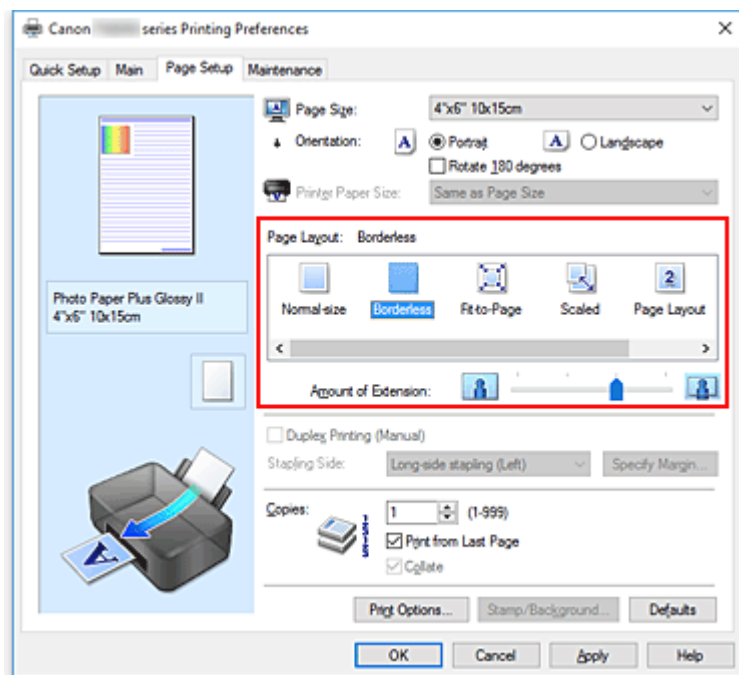 Canon series Printing Preferences
Quick Setup Main Page Setup Maintenance
Page Size: 4"x6" 10x15cm
Orientation: A Portrait A Landscape
Rotate 180 degrees
Printer Paper Size: Same as Page Size
Page Layout: Borderless
2
Normal-size Borderless Fit-to-Page Scaled Page Layout
Photo Paper Plus Glossy II
4"x6" 10x15cm
Amount of Extension:
Duplex Printing (Manual)
Stapling Side: Long-side stapling (Left) Specify Margin...
Copies: 1 (1-999)
Print from Last Page
Collate
A
Print Options... Stamp/Background... Defaults
OK Cancel Apply Help